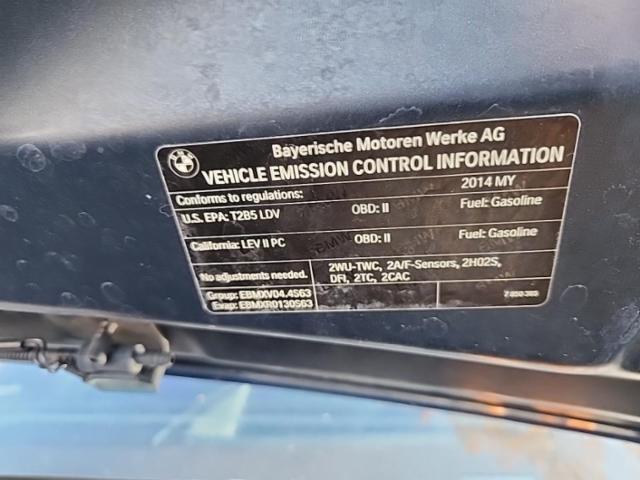 Bayerische Motoren Werke AG
VEHICLE EMISSION CONTROL INFORMATION
Conforms to regulations: 2014 MY
U.S. EPA: T2B5 LDV OBD: II Fuel: Gasoline
California: LEV II PC OBD: II Fuel: Gasoline
No adjustments needed. 2WU-TWC, 2A/F-Sensors, 2HO2S,
DFI, 2TC, 2CAC
Group: EBMXV04.4S63
Evap: EBMXR0130S63